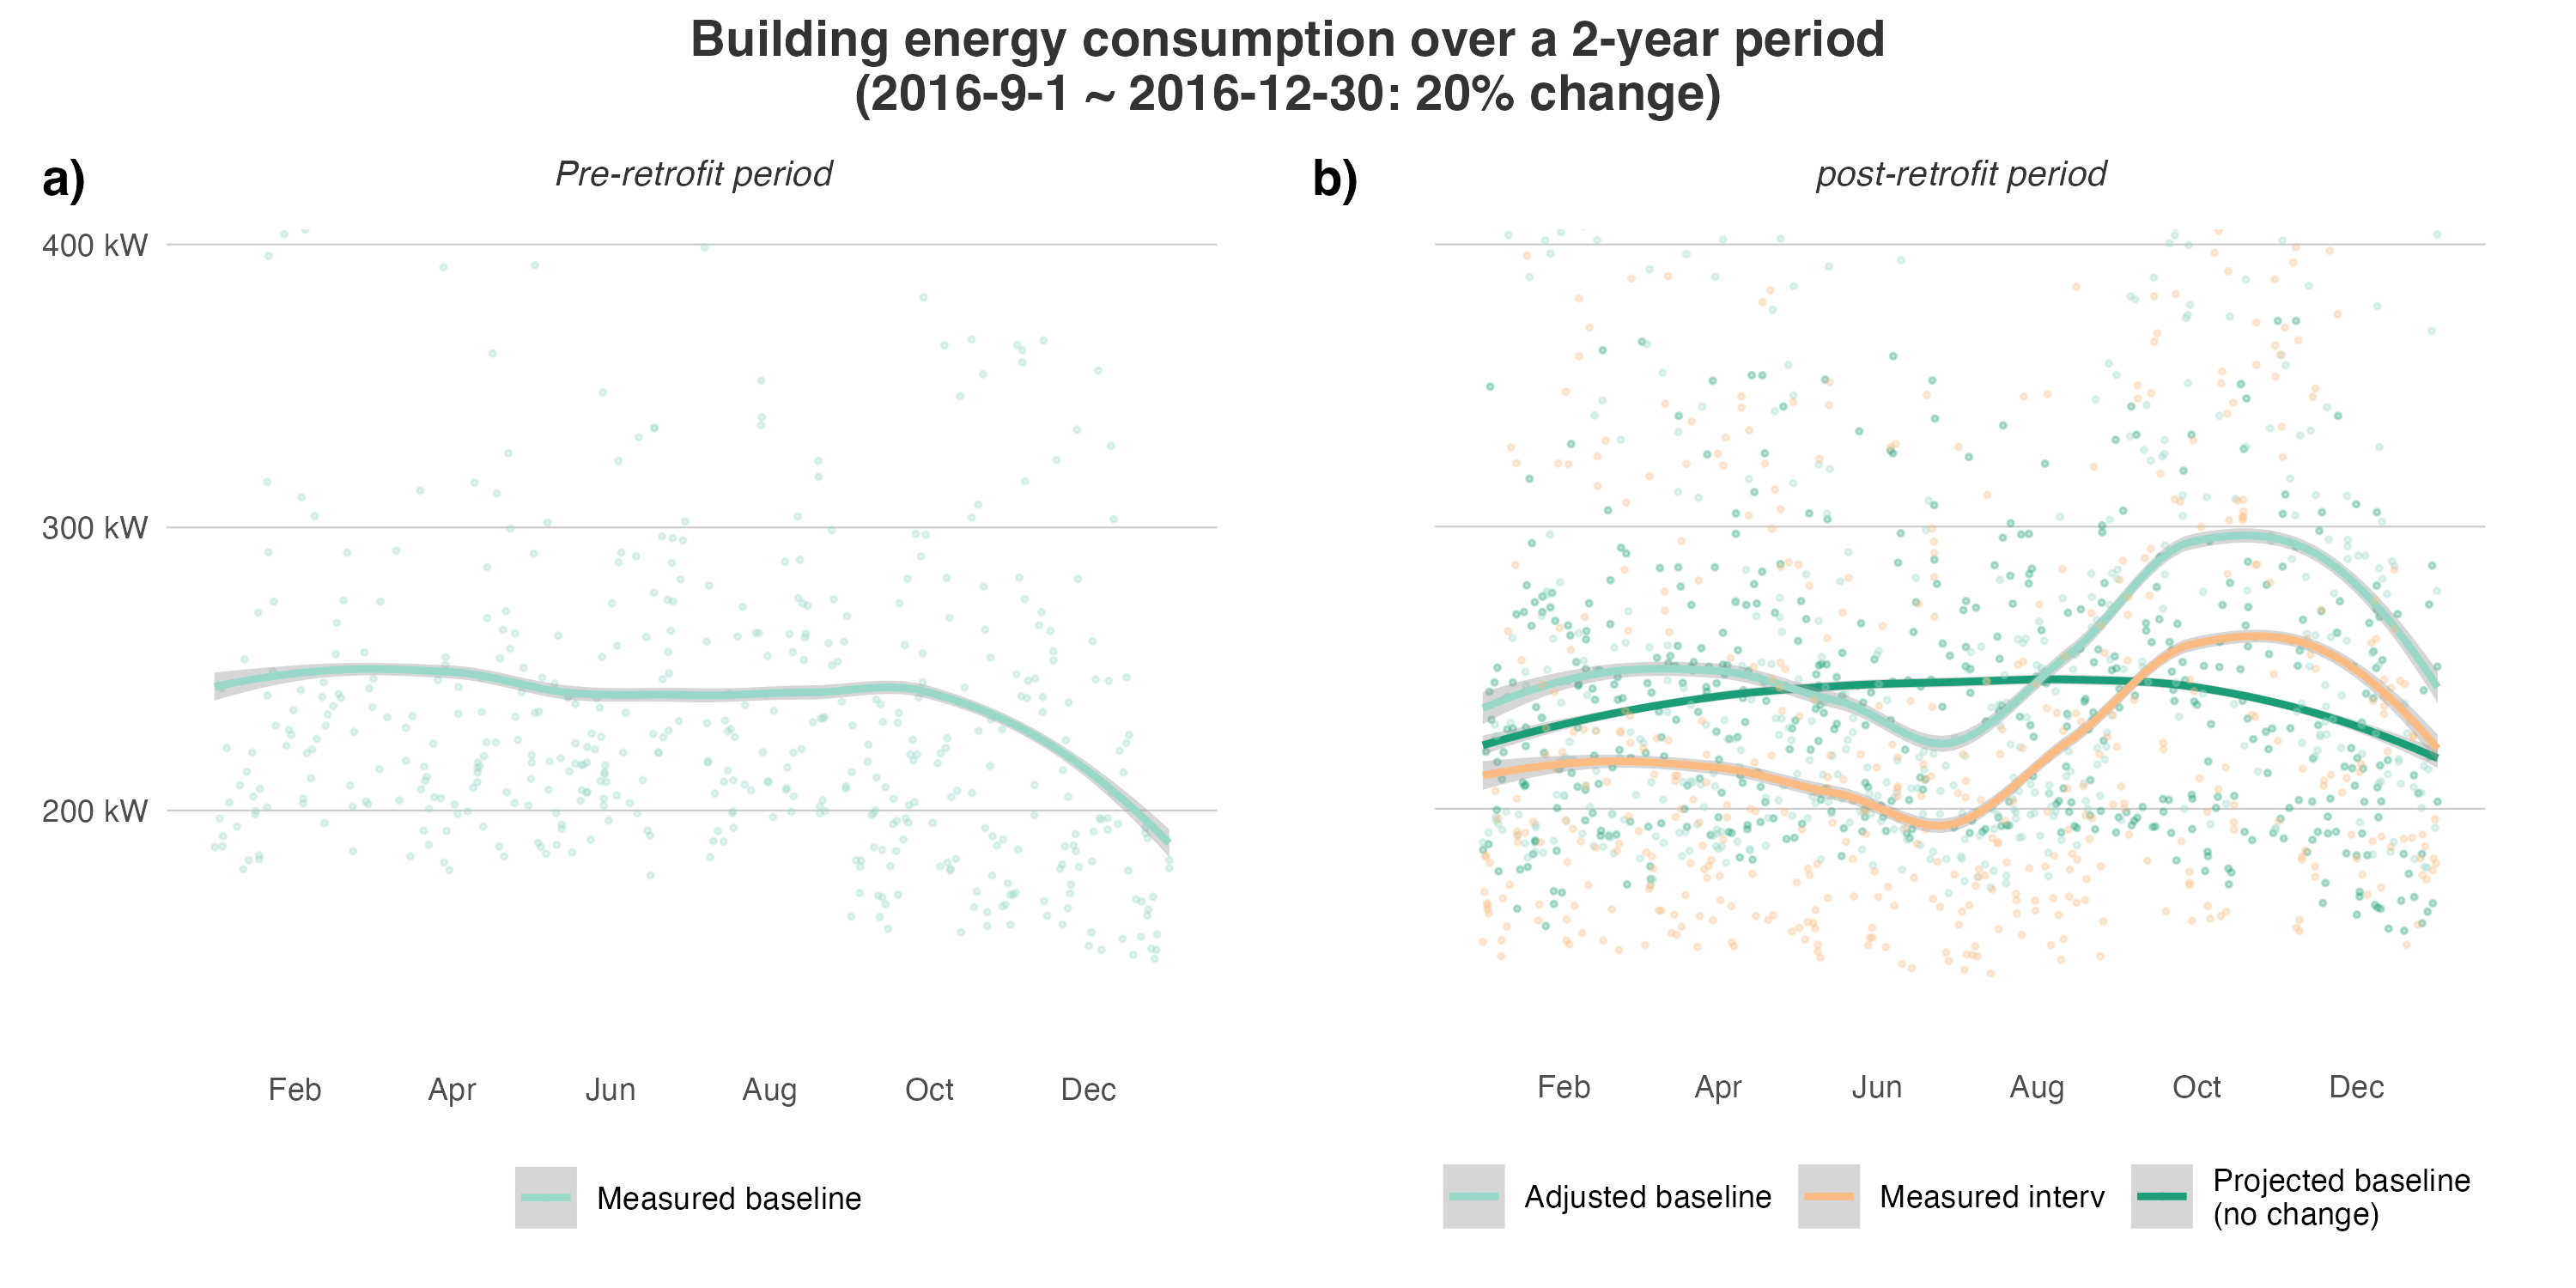 Building energy consumption over a 2-year period
(2016-9-1 ~ 2016-12-30: 20% change)
a)
Pre-retrofit period
400 kW
300 kW
200 kW
Feb Apr Jun Aug Oct Dec
Measured baseline
b)
post-retrofit period
Feb Apr Jun Aug Oct Dec
Adjusted baseline
Measured interv
Projected baseline
(no change)